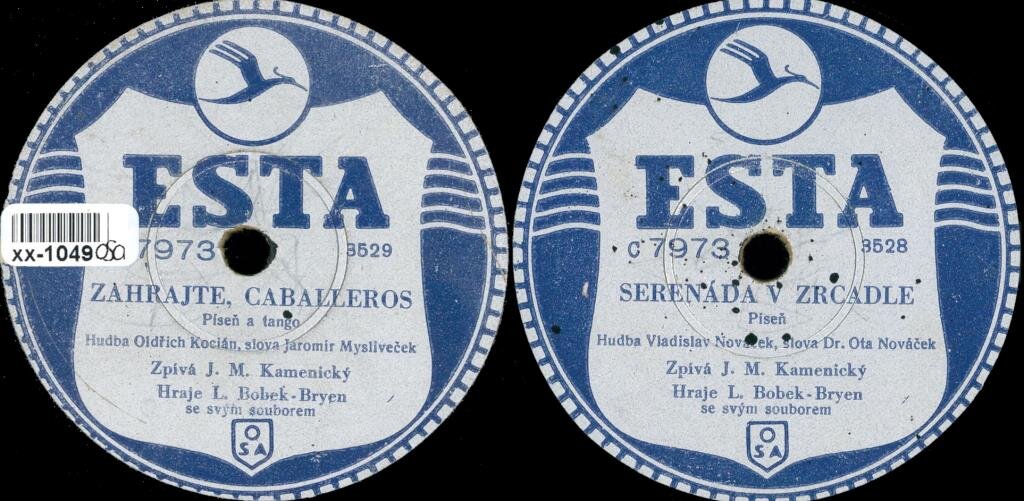 ESTA
7973
3529
ZAHRAJTE, CABALLEROS
Píseň a tango
Hudba Oldřich Kocián, slova Jaromír Mysliveček
Zpívá J. M. Kamenický
Hraje L. Bobek-Bryen
se svým souborem
OSA
xx-1049
ESTA
C 7973
3528
SERENÁDA V ZRCADLE
Píseň
Hudba Vladislav Nováček, slova Dr. Ota Nováček
Zpívá J. M. Kamenický
Hraje L. Bobek-Bryen
se svým souborem
OSA